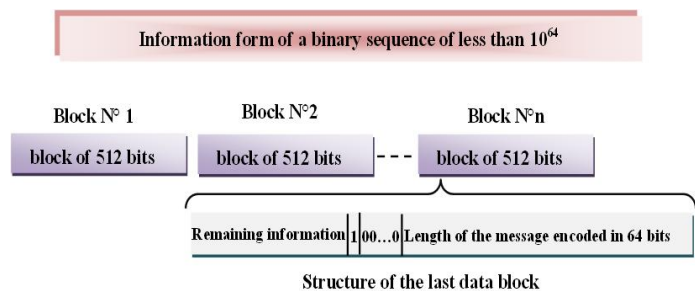 Information form of a binary sequence of less than 10^64
Block N° 1 Block N°2 Block N°n
block of 512 bits block of 512 bits block of 512 bits
Remaining information 1 00...0 Length of the message encoded in 64 bits
Structure of the last data block